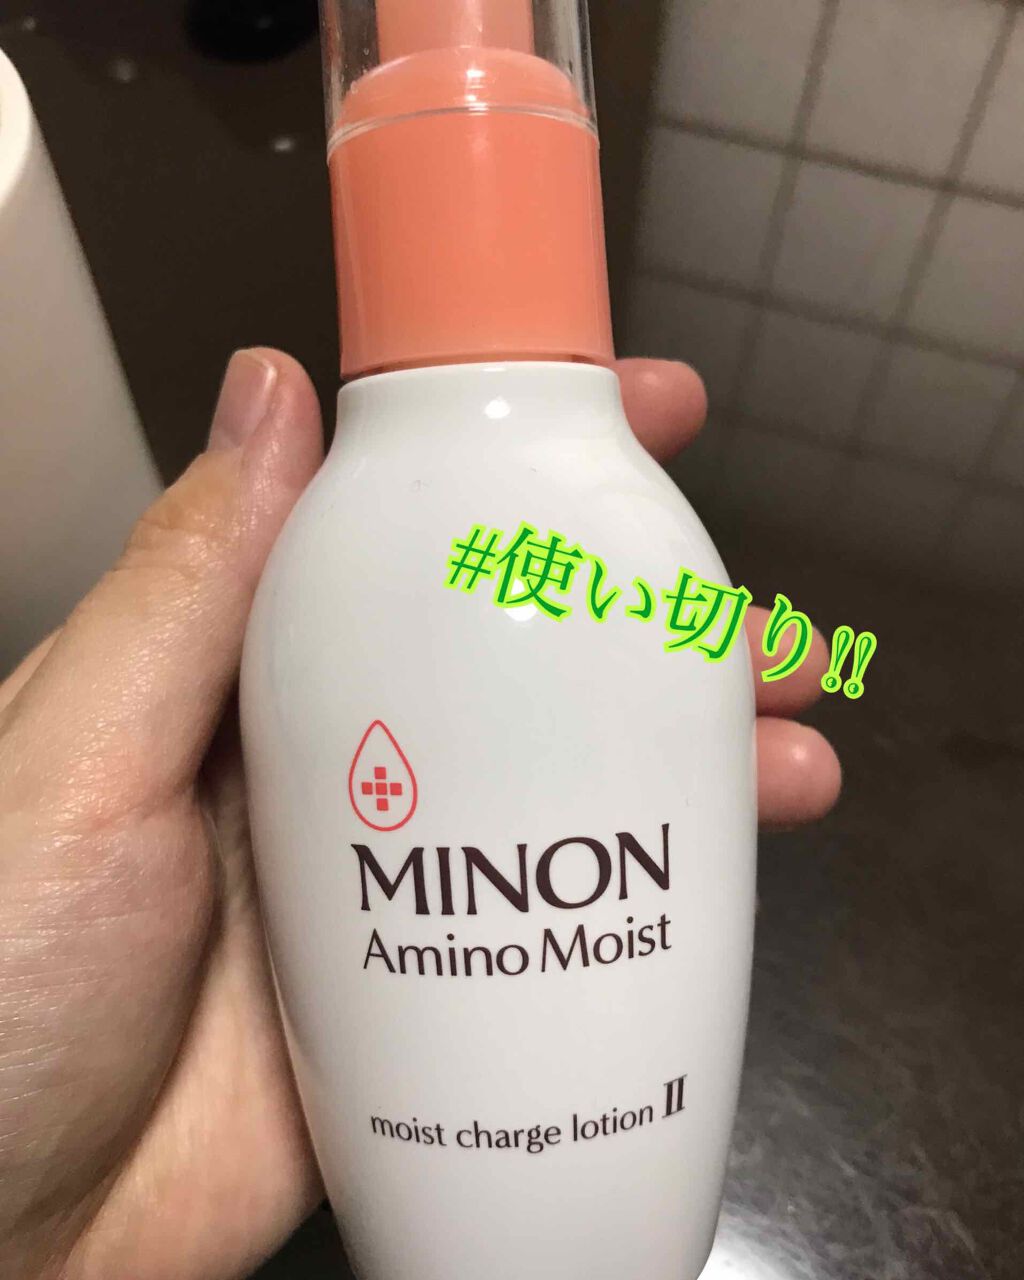 #使い切り!!
MINON
Amino Moist
moist charge lotion II